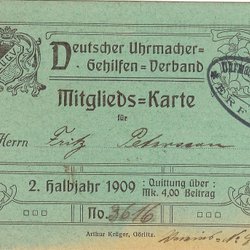 Deutscher Uhrmacher=
Gehilfen=Verband
Mitglieds=Karte
für
Herrn Fritz Petersson
2. Halbjahr 1909 : Quittung über
Mk. 4,00 Beitrag
No. 3616
Arthur Krüger, Görlitz.